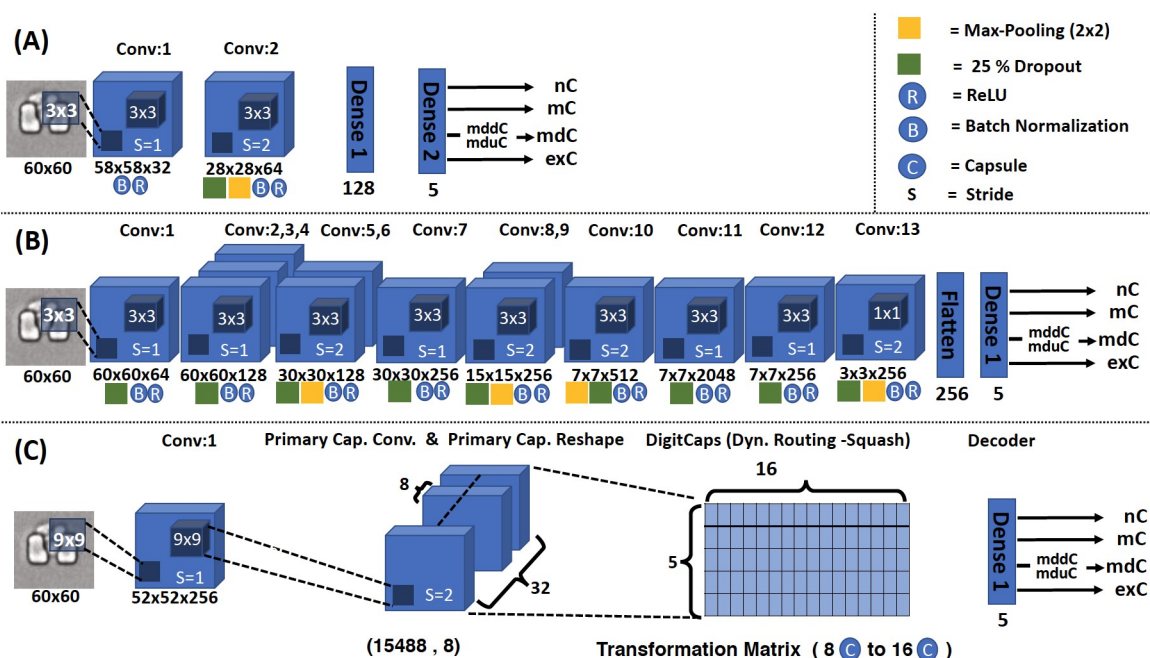 (A)
Conv:1 Conv:2
3x3 3x3 3x3
S=1 S=2
60x60 58x58x32 28x28x64
B R B R
Dense 1
128
Dense 2
5
nC
mC
mddC
mduC
mdC
exC
= Max-Pooling (2x2)
= 25 % Dropout
R = ReLU
B = Batch Normalization
C = Capsule
S = Stride
(B)
Conv:1 Conv:2,3,4 Conv:5,6 Conv:7 Conv:8,9 Conv:10 Conv:11 Conv:12 Conv:13
3x3 3x3 3x3 3x3 3x3 3x3 3x3 3x3 3x3 1x1
S=1 S=1 S=2 S=1 S=2 S=2 S=1 S=1 S=2
60x60 60x60x64 60x60x128 30x30x128 30x30x256 15x15x256 7x7x512 7x7x2048 7x7x256 3x3x256
B R B R B R B R B R B R B R B R B R
Flatten
256
Dense 1
5
nC
mC
mddC
mduC
mdC
exC
(C)
Conv:1 Primary Cap. Conv. & Primary Cap. Reshape DigitCaps (Dyn. Routing -Squash) Decoder
9x9 9x9
S=1 S=2
60x60 52x52x256
8
32
(15488 , 8)
16
5
Transformation Matrix ( 8 C to 16 C )
Dense 1
5
nC
mC
mddC
mduC
mdC
exC